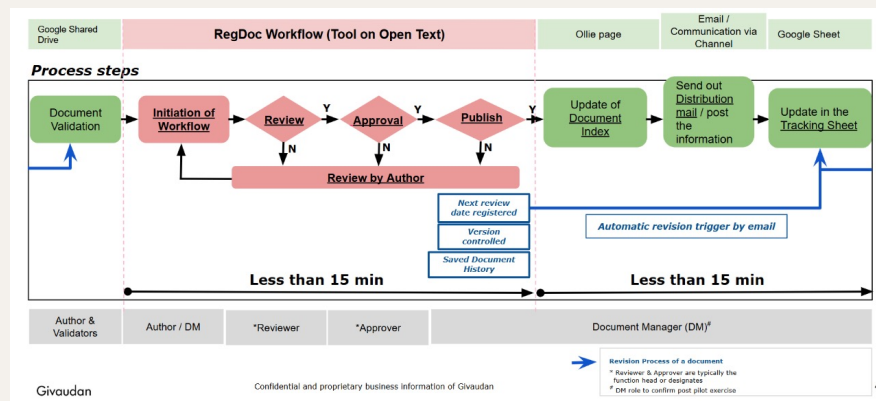 Google Shared
Drive
RegDoc Workflow (Tool on Open Text)
Ollie page
Email /
Communication via
Channel
Google Sheet
Process steps
Document
Validation
Initiation of
Workflow
Review
Y
Approval
Y
Publish
Y
Update of
Document
Index
Send out
Distribution
mail / post
the
information
Update in the
Tracking Sheet
N
N
N
Review by Author
Next review
date registered
Version
controlled
Saved Document
History
Automatic revision trigger by email
Less than 15 min
Less than 15 min
Author &
Validators
Author / DM
*Reviewer
*Approver
Document Manager (DM)#
Revision Process of a document
* Reviewer & Approver are typically the
function head or designates
# DM role to confirm post pilot exercise
Givaudan
Confidential and proprietary business information of Givaudan